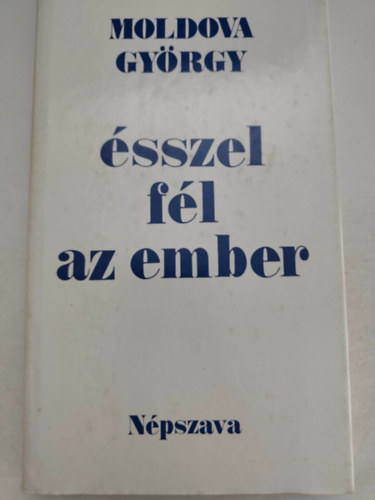 MOLDOVA
GYÖRGY
ésszel
fél
az ember
Népszava